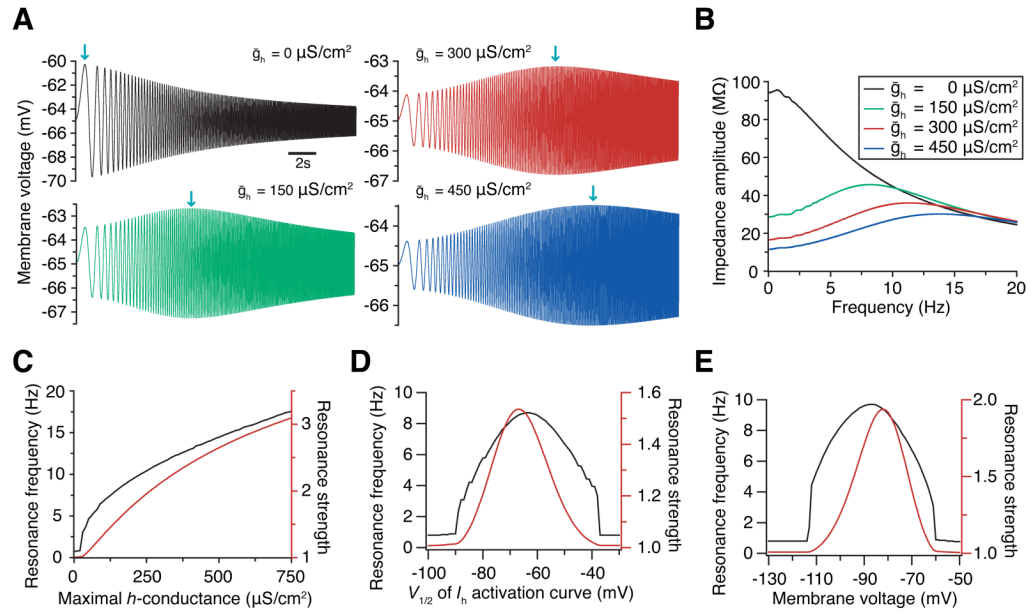 A
B
ḡh = 0 µS/cm²
ḡh = 300 µS/cm²
ḡh = 150 µS/cm²
ḡh = 450 µS/cm²
Membrane voltage (mV)
-60
-62
-64
-66
-68
-70
2s
-63
-64
-65
-66
-67
-63
-64
-65
-66
-67
-65
-66
Impedance amplitude (MΩ)
100
80
60
40
20
0
ḡh = 0 µS/cm²
ḡh = 150 µS/cm²
ḡh = 300 µS/cm²
ḡh = 450 µS/cm²
0 5 10 15 20
Frequency (Hz)
C
Resonance frequency (Hz)
20
15
10
5
0
3
2
1
Resonance strength
0 250 500 750
Maximal h-conductance (µS/cm²)
D
Resonance frequency (Hz)
10
8
6
4
2
0
1.6
1.4
1.2
1.0
Resonance strength
-100 -80 -60 -40
V1/2 of Ih activation curve (mV)
E
Resonance frequency (Hz)
10
8
6
4
2
0
2.0
1.5
1.0
Resonance strength
-130 -110 -90 -70 -50
Membrane voltage (mV)